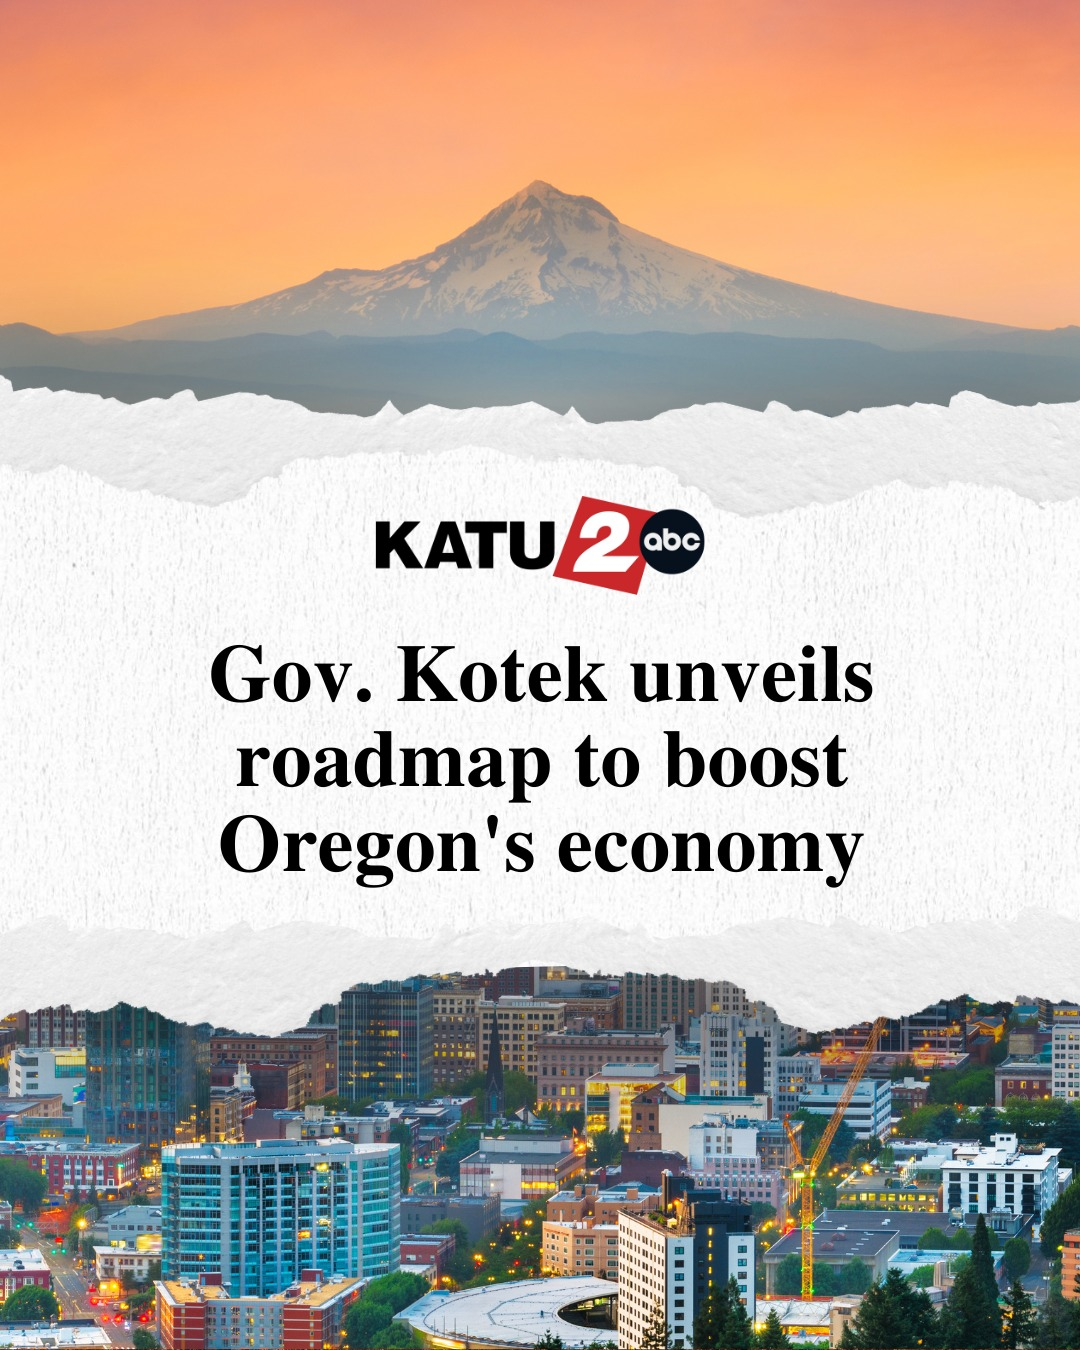 KATU 2 abc
Gov. Kotek unveils
roadmap to boost
Oregon's economy